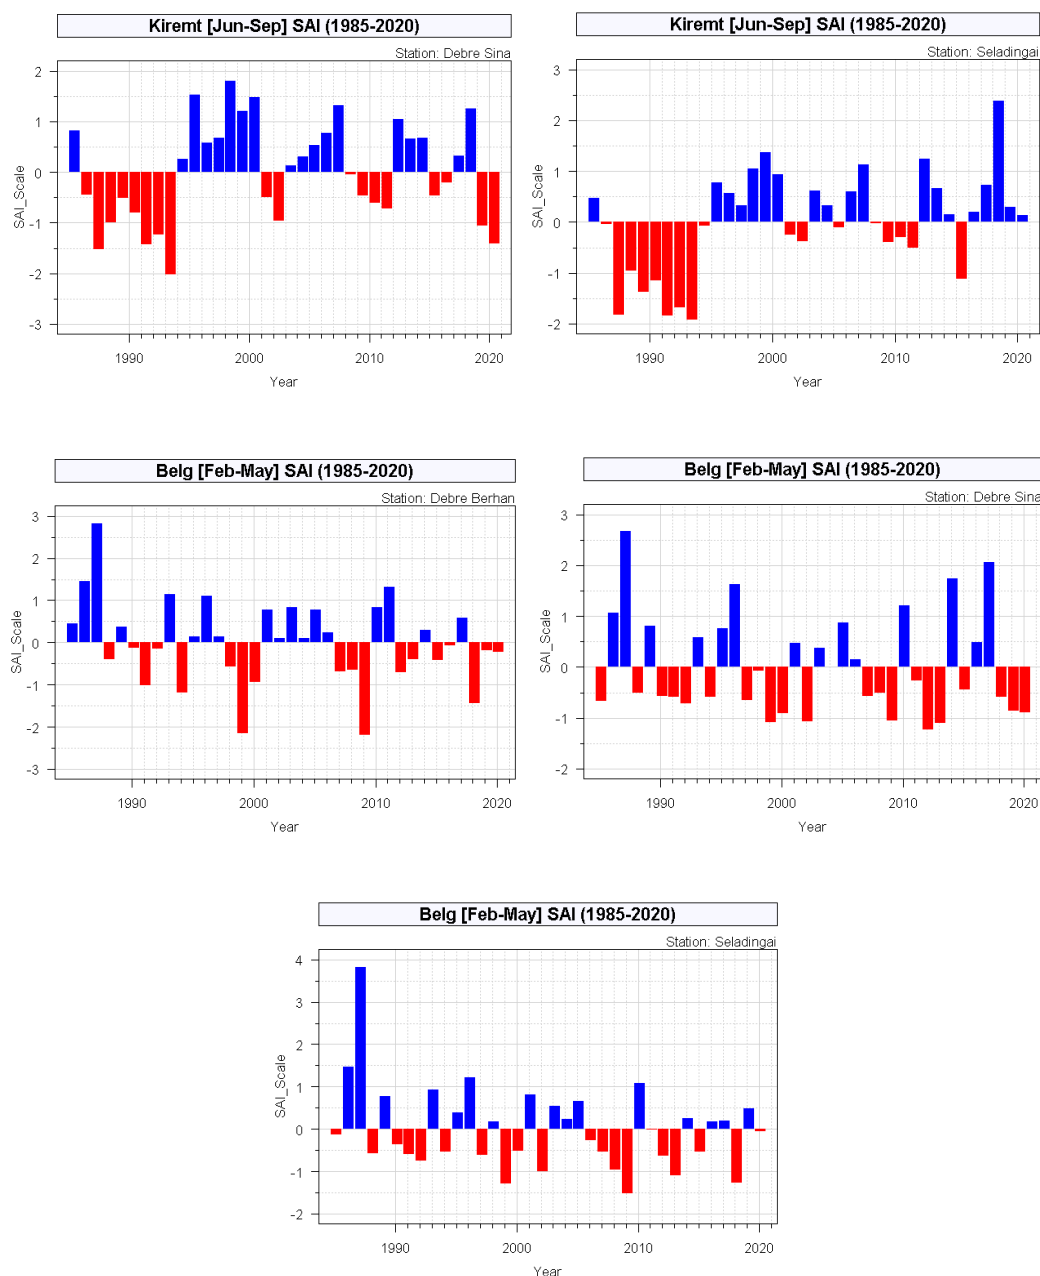 Kiremt [Jun-Sep] SAI (1985-2020)
Station: Debre Sina
2
1
0
-1
-2
-3
SAI_Scale
1990
2000
2010
2020
Year
Kiremt [Jun-Sep] SAI (1985-2020)
Station: Seladingai
3
2
1
0
-1
-2
SAI_Scale
1990
2000
2010
2020
Year
Belg [Feb-May] SAI (1985-2020)
Station: Debre Berhan
3
2
1
0
-1
-2
-3
SAI_Scale
1990
2000
2010
2020
Year
Belg [Feb-May] SAI (1985-2020)
Station: Debre Sina
3
2
1
0
-1
-2
SAI_Scale
1990
2000
2010
2020
Year
Belg [Feb-May] SAI (1985-2020)
Station: Seladingai
4
3
2
1
0
-1
-2
SAI_Scale
1990
2000
2010
2020
Year